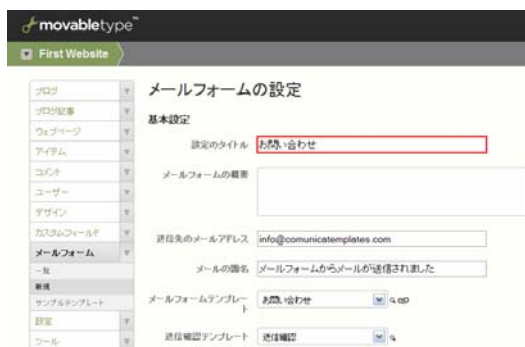 movabletype™
First Website
ブログ
ブログ記事
ウェブページ
アイテム
コメント
ユーザー
デザイン
カスタムフィールド
メールフォーム
一覧
新規
サンプルテンプレート
設定
ツール
メールフォームの設定
基本設定
設定のタイトル お問い合わせ
メールフォームの概要
送信先のメールアドレス info@comunicatemplates.com
メールの題名 メールフォームからメールが送信されました
メールフォームテンプレー
ト
お問い合わせ
送信確認テンプレート 送信確認